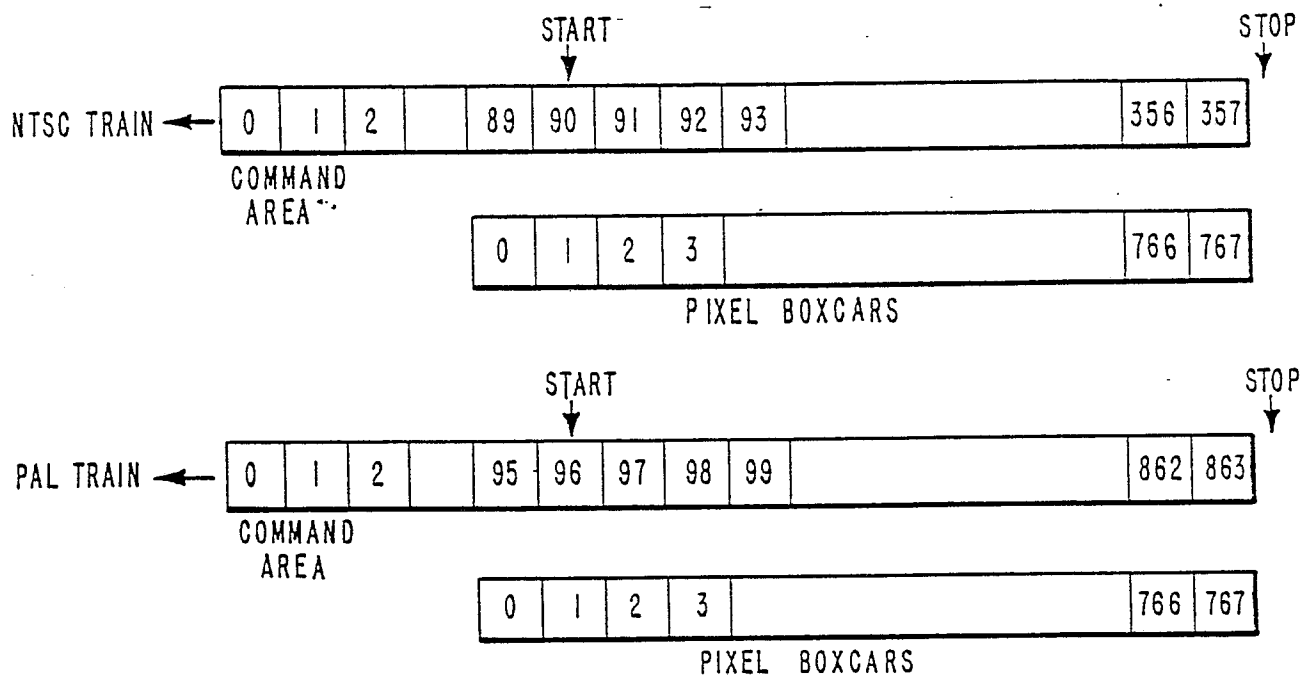 START
STOP
NTSC TRAIN
0 1 2 89 90 91 92 93 356 357
COMMAND
AREA
0 1 2 3 766 767
PIXEL BOXCARS
START
STOP
PAL TRAIN
0 1 2 95 96 97 98 99 862 863
COMMAND
AREA
0 1 2 3 766 767
PIXEL BOXCARS